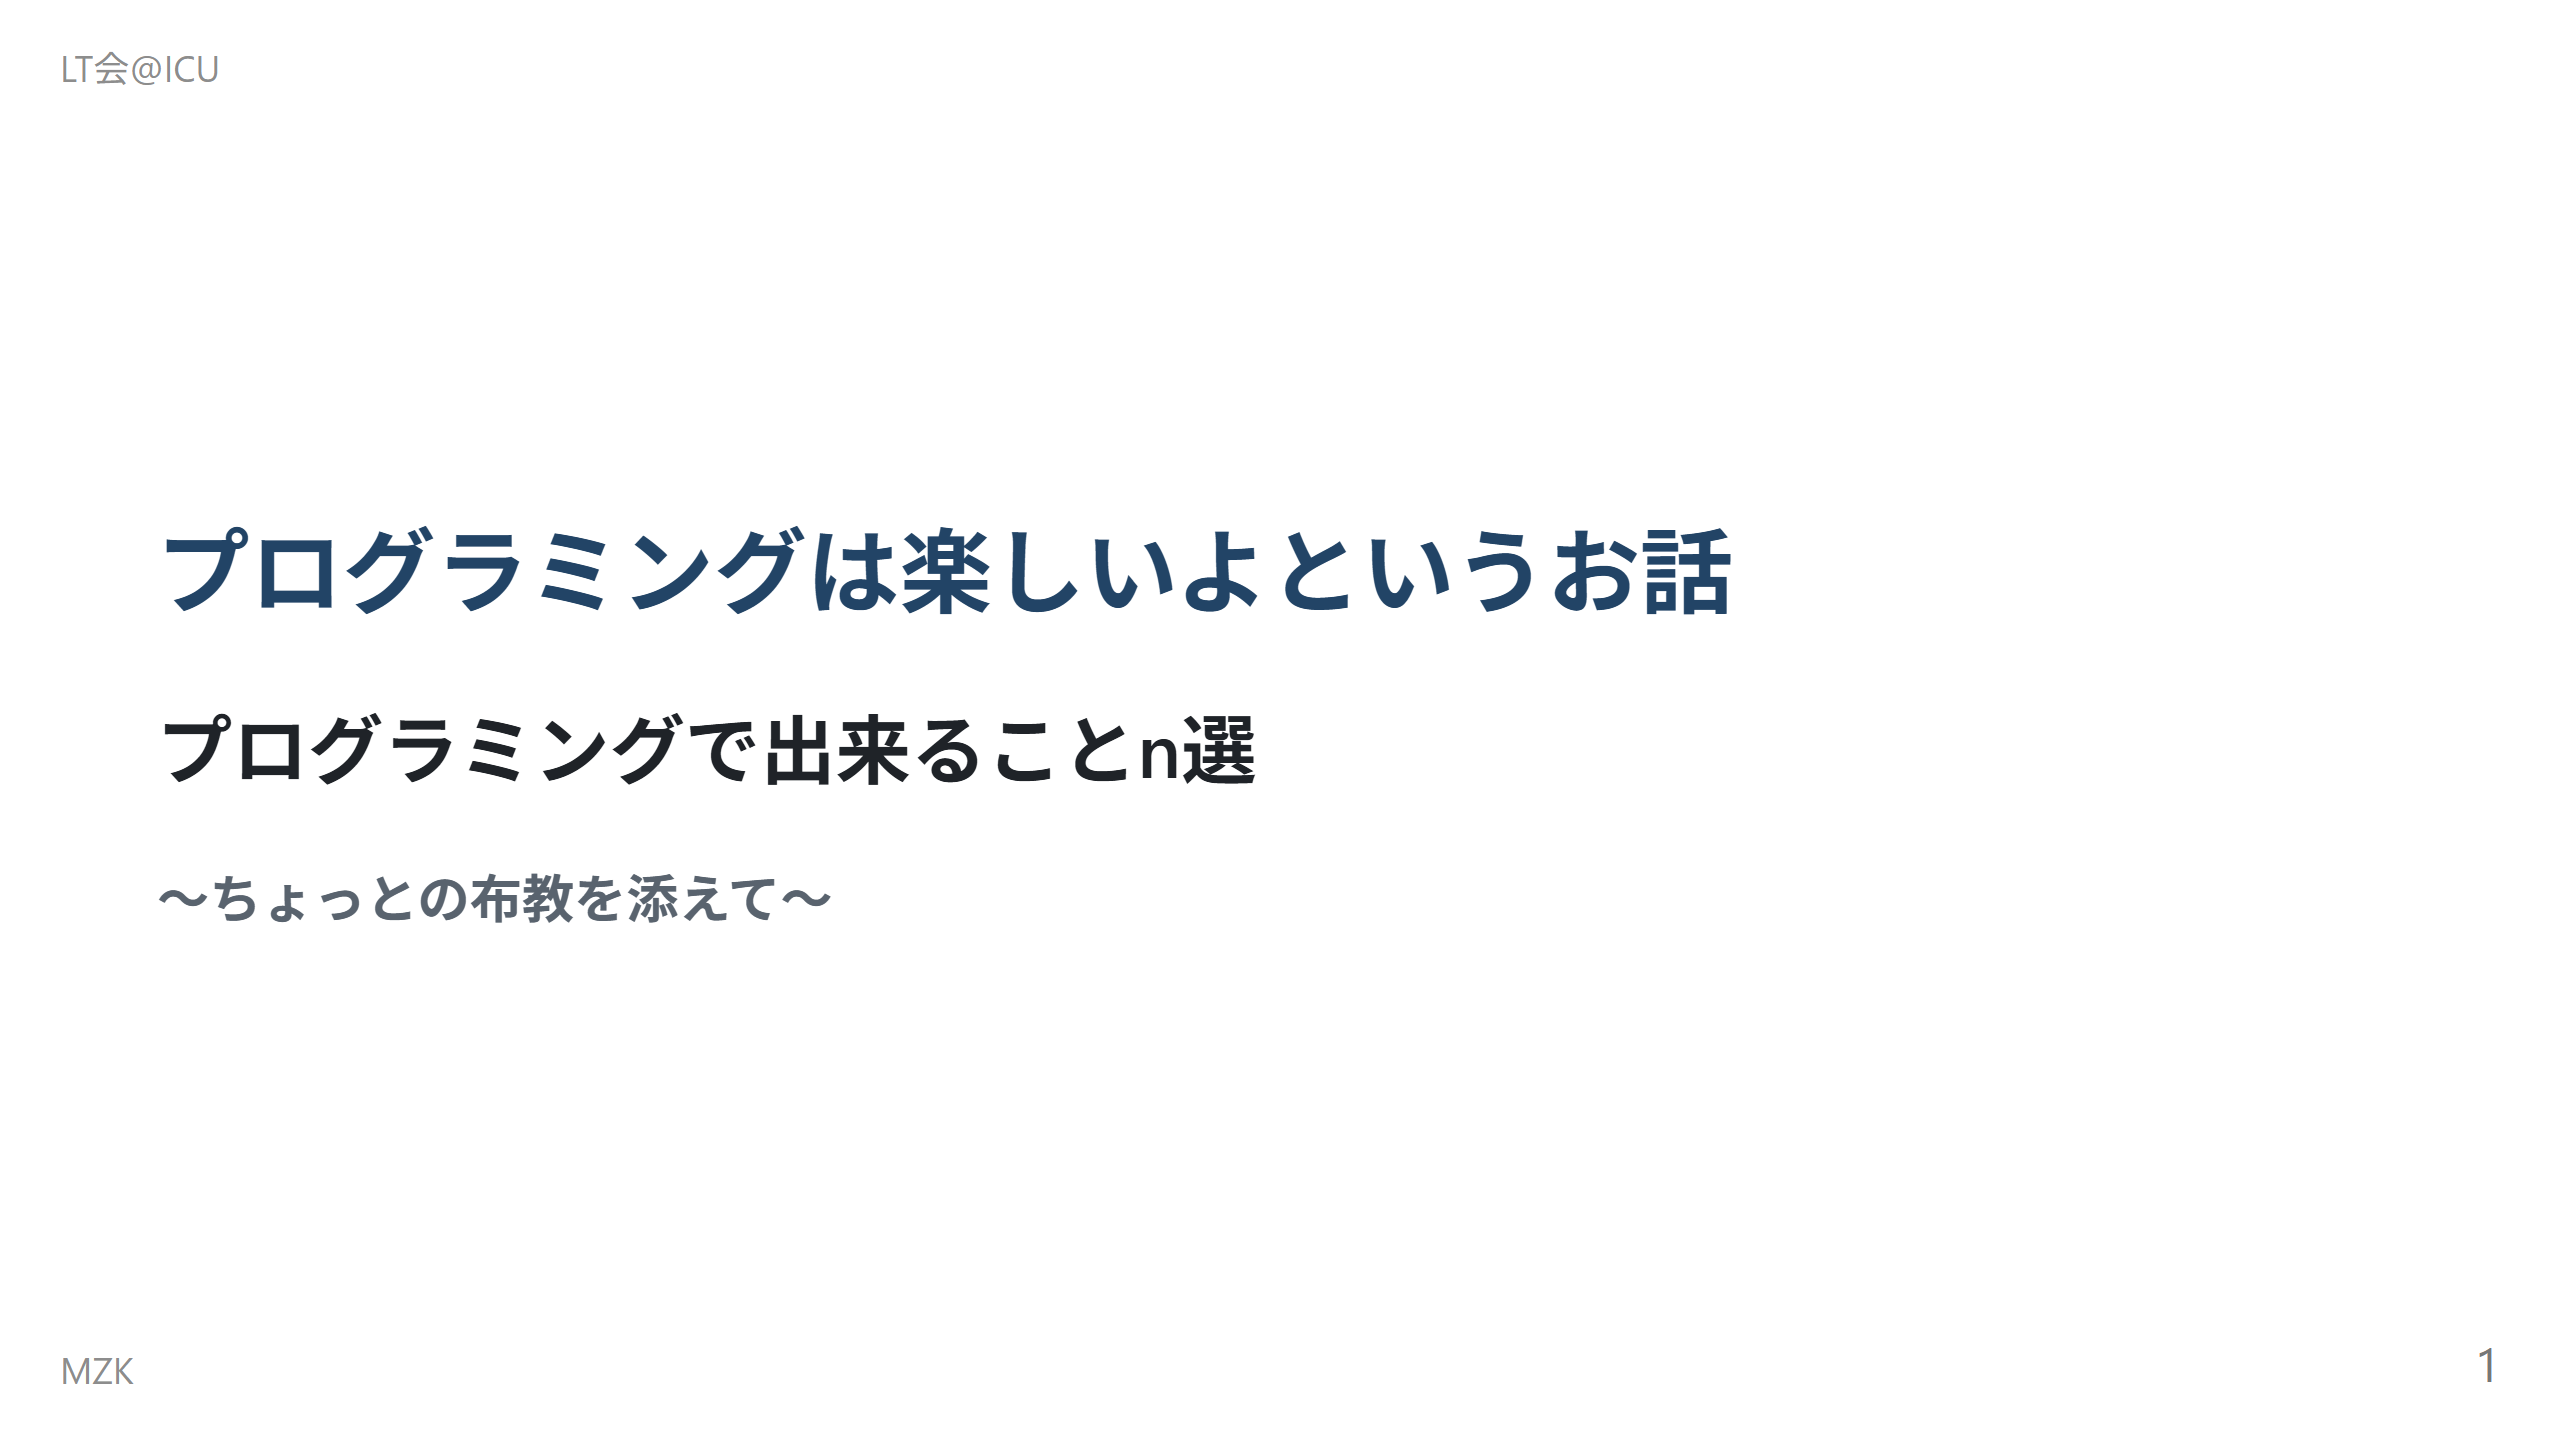 LT会@ICU
プログラミングは楽しいよというお話
プログラミングで出来ることn選
〜ちょっとの布教を添えて〜
MZK
1